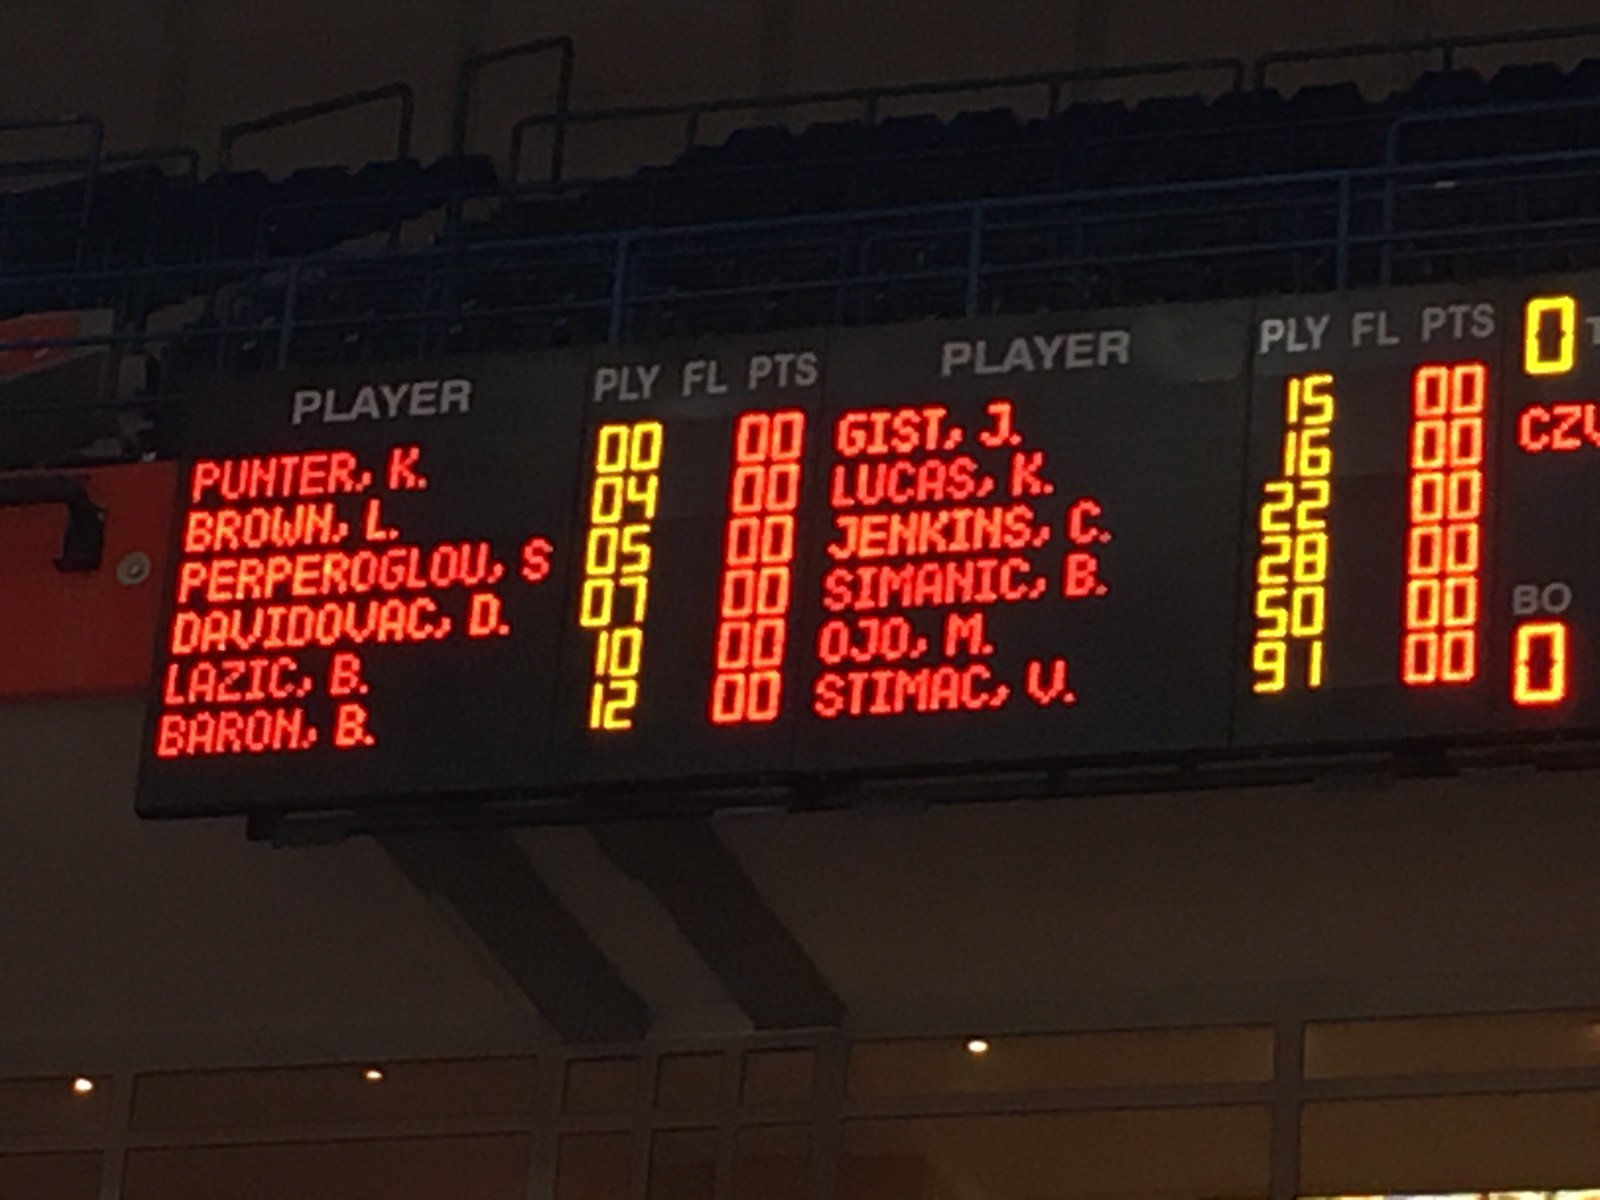 PLAYER PLY FL PTS PLAYER PLY FL PTS 0
PUNTER, K. 00 00 GIST, J. 15 00
BROWN, L. 04 00 LUCAS, K. 16 00
PERPEROGLOU, S 05 00 JENKINS, C. 22 00
DAVIDOVAC, D. 07 00 SIMANIC, B. 28 00
LAZIC, B. 10 00 OJO, M. 50 00
BARON, B. 12 00 STIMAC, V. 91 00
BO
0